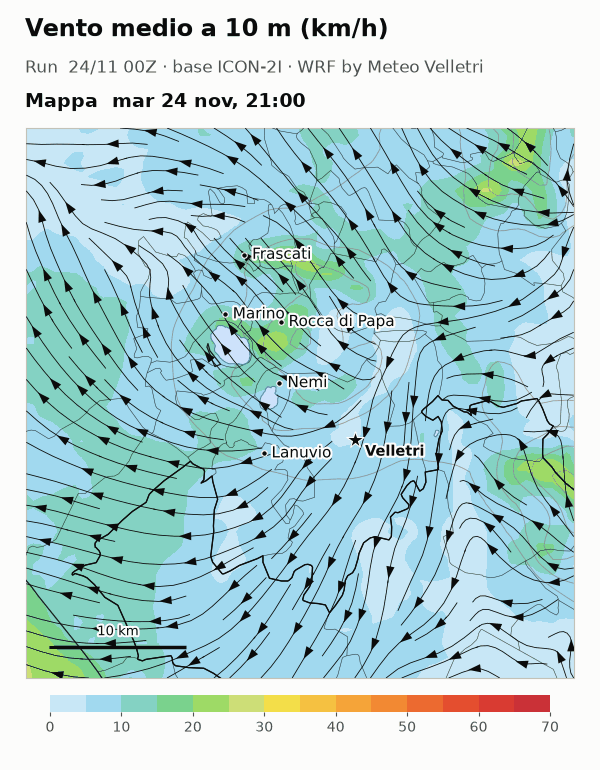 Vento medio a 10 m (km/h)
Run  24/11 00Z · base ICON-2I · WRF by Meteo Velletri
Mappa  mar 24 nov, 21:00
Frascati
Marino
Rocca di Papa
Nemi
Velletri
Lanuvio
10 km
0 10 20 30 40 50 60 70